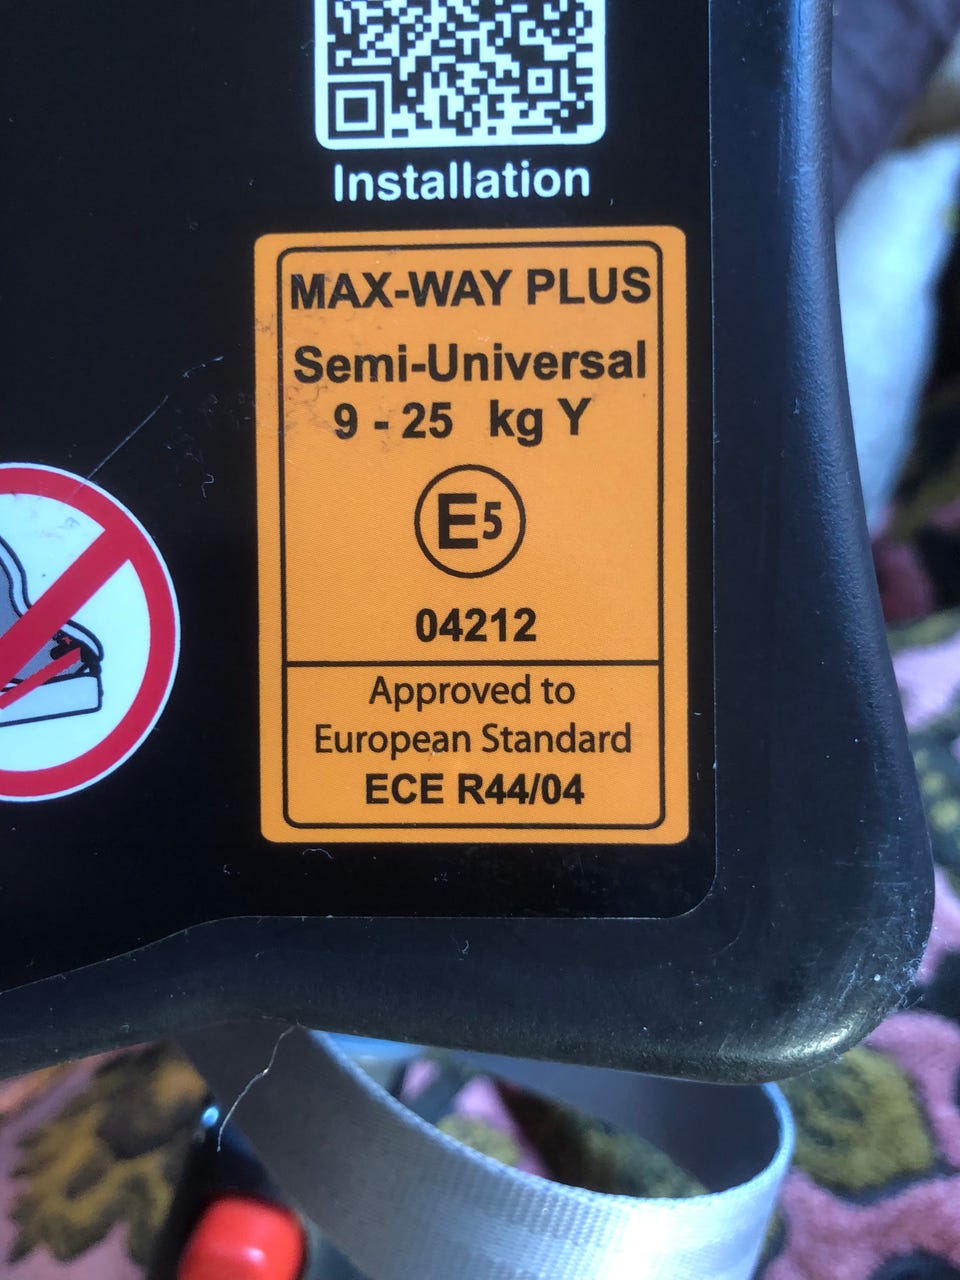 Installation
MAX-WAY PLUS
Semi-Universal
9 - 25 kg Y
E5
04212
Approved to
European Standard
ECE R44/04